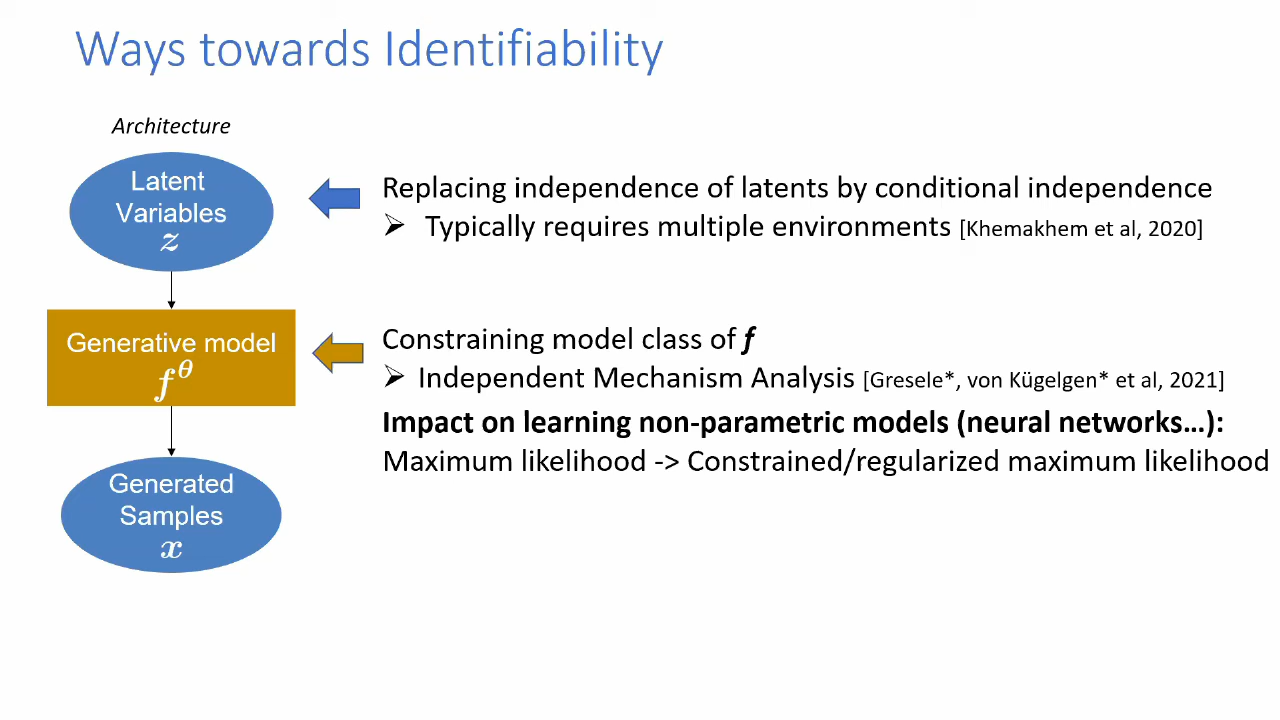 Ways towards Identifiability
Architecture
Latent
Variables
z
Replacing independence of latents by conditional independence
➤ Typically requires multiple environments [Khemakhem et al, 2020]
Generative model
f^θ
Constraining model class of f
➤ Independent Mechanism Analysis [Gresele*, von Kügelgen* et al, 2021]
Impact on learning non-parametric models (neural networks…):
Maximum likelihood -> Constrained/regularized maximum likelihood
Generated
Samples
x